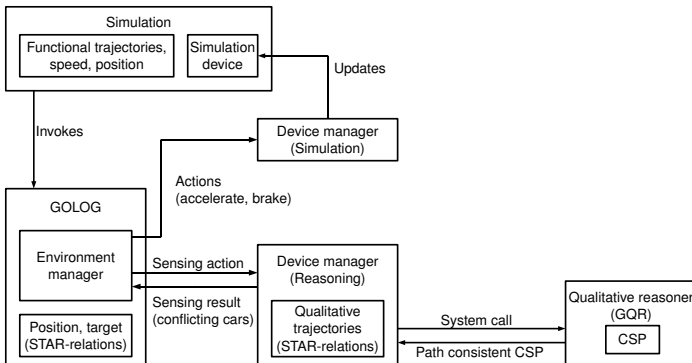 Simulation
Functional trajectories,
speed, position
Simulation
device
Updates
Invokes
Device manager
(Simulation)
Actions
(accelerate, brake)
GOLOG
Environment
manager
Sensing action
Device manager
(Reasoning)
Sensing result
(conflicting cars)
Position, target
(STAR-relations)
Qualitative
trajectories
(STAR-relations)
System call
Path consistent CSP
Qualitative reasoner
(GQR)
CSP